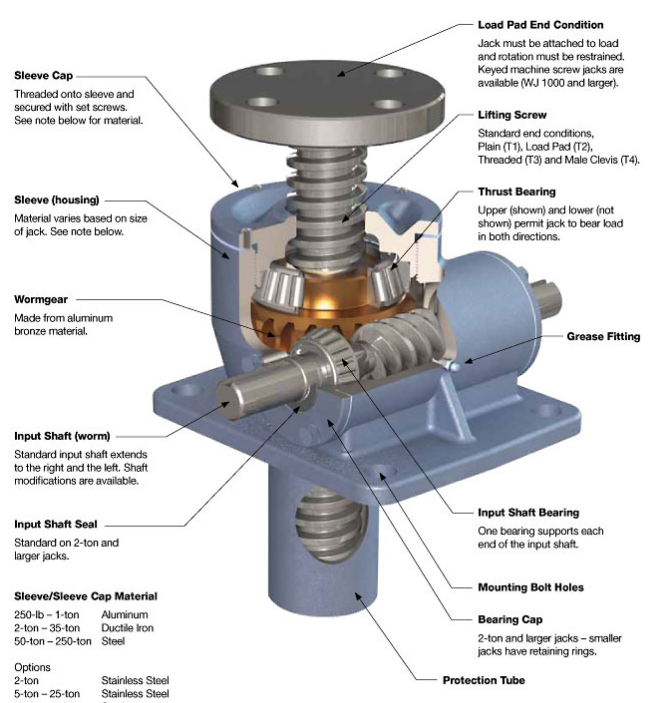 Load Pad End Condition
Jack must be attached to load
and rotation must be restrained.
Keyed machine screw jacks are
available (WJ 1000 and larger).
Sleeve Cap
Threaded onto sleeve and
secured with set screws.
See note below for material.
Lifting Screw
Standard end conditions,
Plain (T1), Load Pad (T2),
Threaded (T3) and Male Clevis (T4).
Sleeve (housing)
Material varies based on size
of jack. See note below.
Thrust Bearing
Upper (shown) and lower (not
shown) permit jack to bear load
in both directions.
Wormgear
Made from aluminum
bronze material.
Grease Fitting
Input Shaft (worm)
Standard input shaft extends
to the right and the left. Shaft
modifications are available.
Input Shaft Seal
Standard on 2-ton and
larger jacks.
Input Shaft Bearing
One bearing supports each
end of the input shaft.
Mounting Bolt Holes
Bearing Cap
2-ton and larger jacks – smaller
jacks have retaining rings.
Protection Tube
Sleeve/Sleeve Cap Material
250-lb – 1-ton Aluminum
2-ton – 35-ton Ductile Iron
50-ton – 250-ton Steel
Options
2-ton Stainless Steel
5-ton – 25-ton Stainless Steel